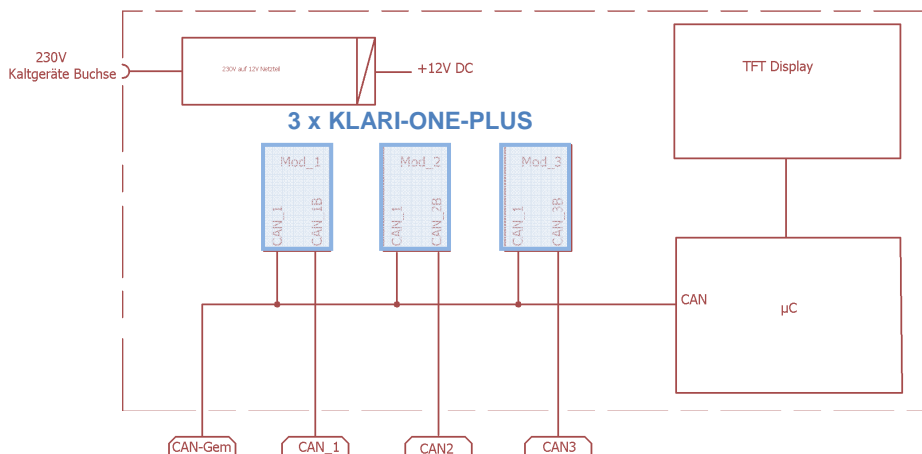 230V
Kaltgeräte Buchse
230V auf 12V Netzteil
+12V DC
TFT Display
3 x KLARI-ONE-PLUS
Mod_1
Mod_2
Mod_3
CAN_1
CAN_1B
CAN_1
CAN_2B
CAN_1
CAN_3B
CAN
µC
CAN-Gem
CAN_1
CAN2
CAN3